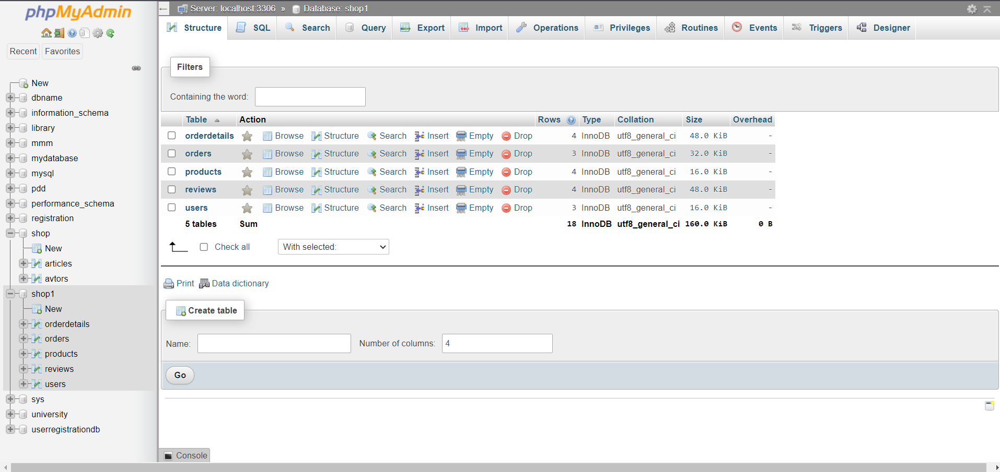 phpMyAdmin
Recent Favorites
New
dbname
information_schema
library
mmm
mydatabase
mysql
pdd
performance_schema
registration
shop
New
articles
avtors
shop1
New
orderdetails
orders
products
reviews
users
sys
university
userregistrationdb
Server: localhost:3306 » Database: shop1
Structure SQL Search Query Export Import Operations Privileges Routines Events Triggers Designer
Filters
Containing the word:
Table Action Rows Type Collation Size Overhead
orderdetails Browse Structure Search Insert Empty Drop 4 InnoDB utf8_general_ci 48.0 KiB -
orders Browse Structure Search Insert Empty Drop 3 InnoDB utf8_general_ci 32.0 KiB -
products Browse Structure Search Insert Empty Drop 4 InnoDB utf8_general_ci 16.0 KiB -
reviews Browse Structure Search Insert Empty Drop 4 InnoDB utf8_general_ci 48.0 KiB -
users Browse Structure Search Insert Empty Drop 3 InnoDB utf8_general_ci 16.0 KiB -
5 tables Sum 18 InnoDB utf8_general_ci 160.0 KiB 0 B
Check all With selected:
Print Data dictionary
Create table
Name: Number of columns: 4
Go
Console